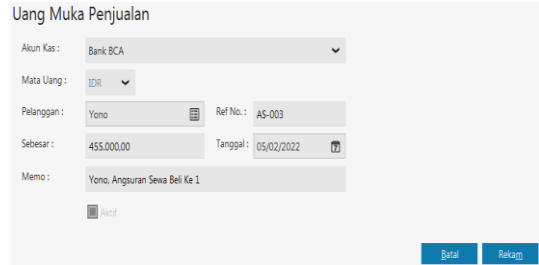 Uang Muka Penjualan
Akun Kas : Bank BCA
Mata Uang : IDR
Pelanggan : Yono Ref No. : AS-003
Sebesar : 455.000,00 Tanggal : 05/02/2022
Memo : Yono, Angsuran Sewa Beli Ke 1
Aktif
Batal Rekam